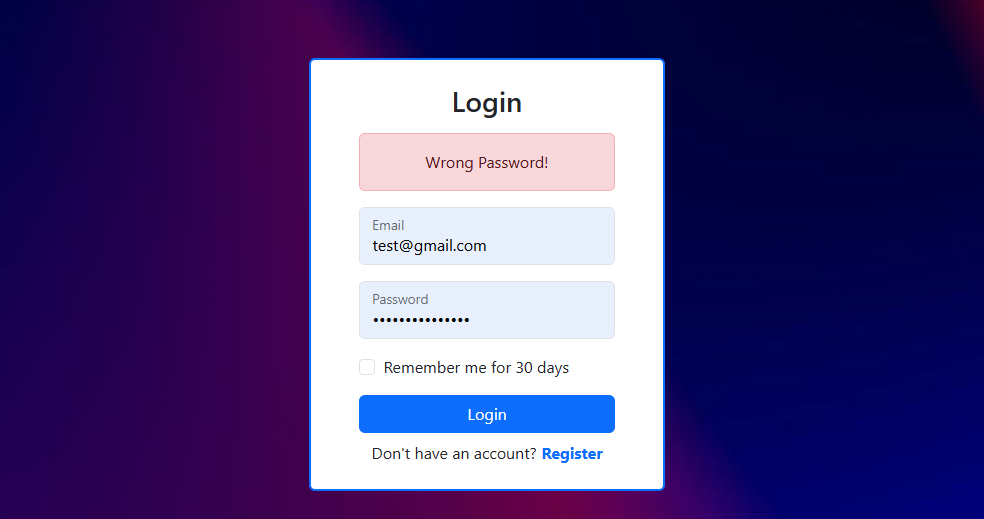 Login
Wrong Password!
Email
test@gmail.com
Password
•••••••••••••••
Remember me for 30 days
Login
Don't have an account? Register